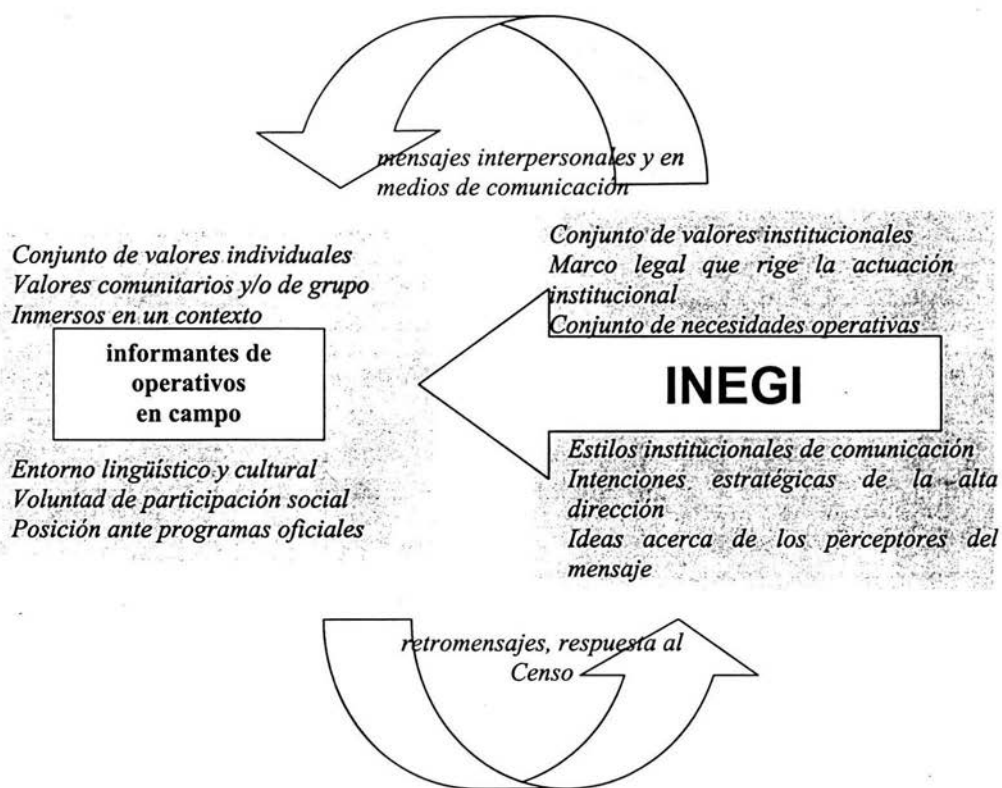 mensajes interpersonales y en
medios de comunicación
Conjunto de valores individuales
Valores comunitarios y/o de grupo
Inmersos en un contexto
informantes de
operativos
en campo
Entorno lingüístico y cultural
Voluntad de participación social
Posición ante programas oficiales
Conjunto de valores institucionales
Marco legal que rige la actuación
institucional
Conjunto de necesidades operativas
INEGI
Estilos institucionales de comunicación
Intenciones estratégicas de la alta
dirección
Ideas acerca de los perceptores del
mensaje
retromensajes, respuesta al
Censo